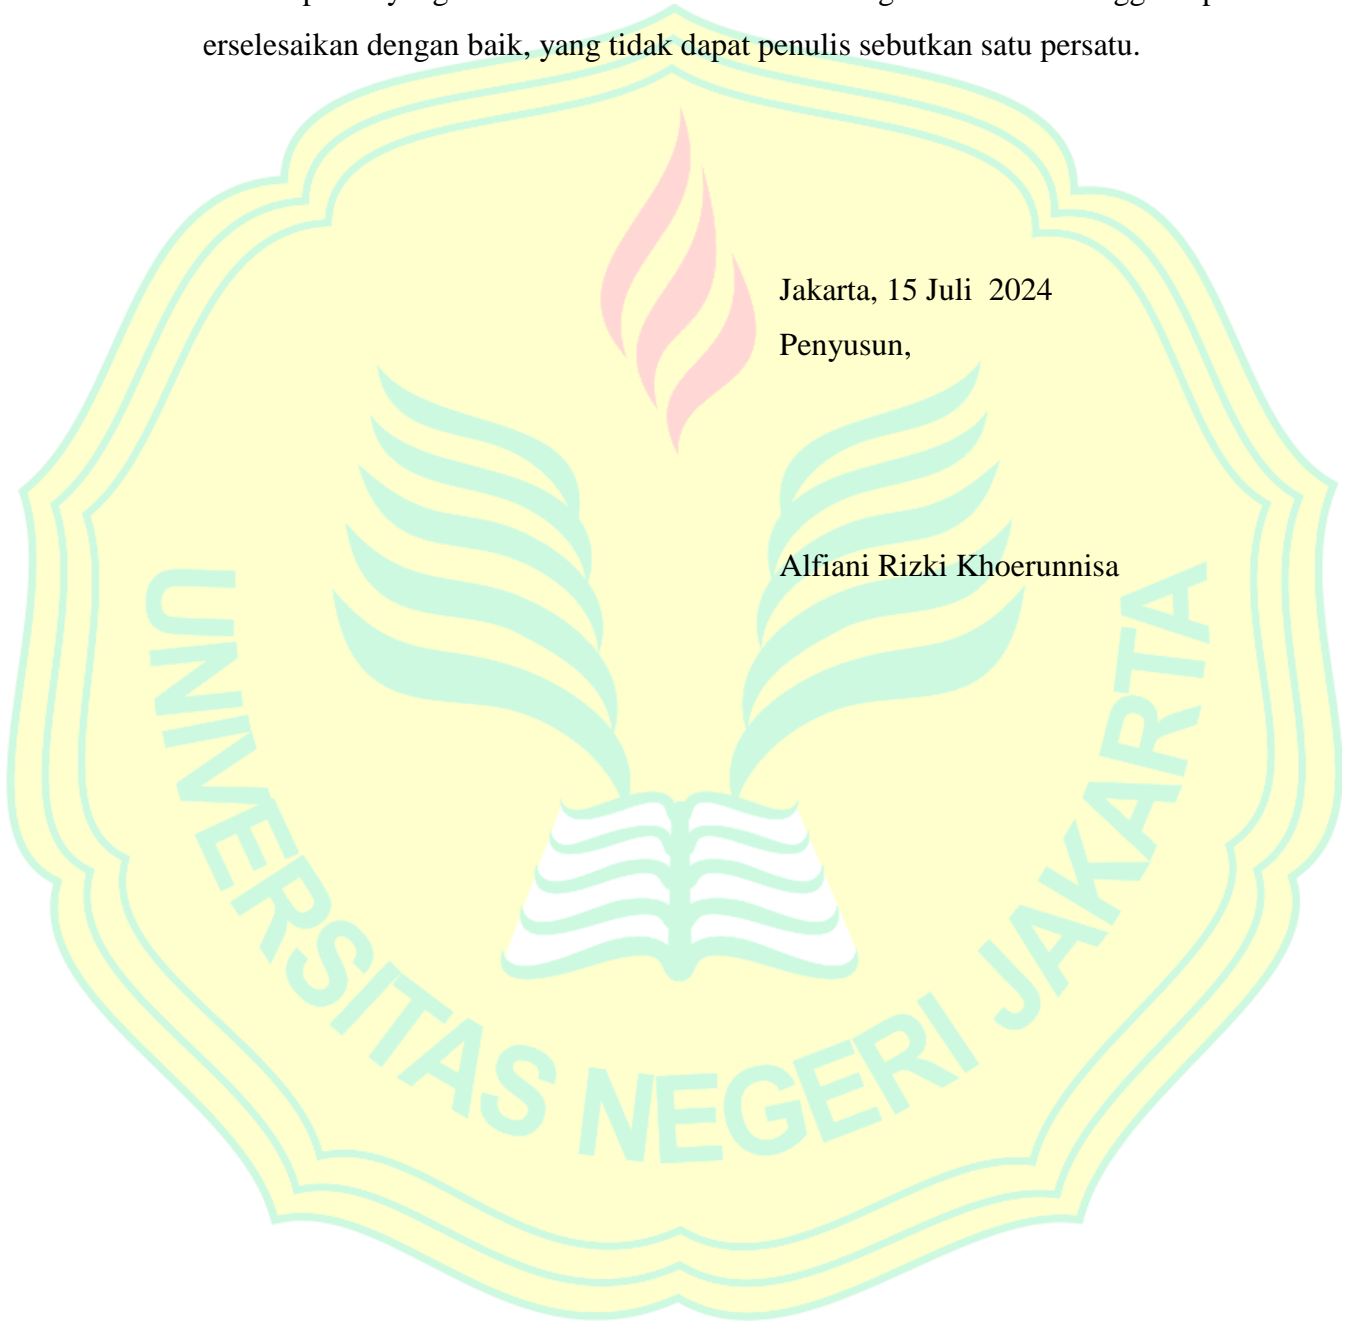 yang
erselesaikan dengan baik, yang tidak dapat penulis sebutkan satu persatu.
Jakarta, 15 Juli 2024
Penyusun,
Alfiani Rizki Khoerunnisa
UNIVERSITAS NEGERI JAKARTA